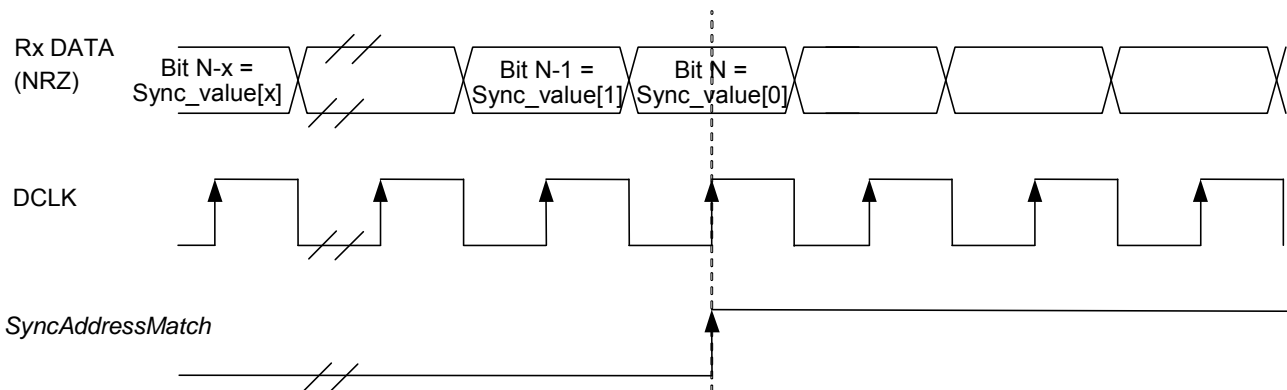 Rx DATA
(NRZ)
Bit N-x =
Sync_value[x]
Bit N-1 =
Sync_value[1]
Bit N =
Sync_value[0]
DCLK
SyncAddressMatch